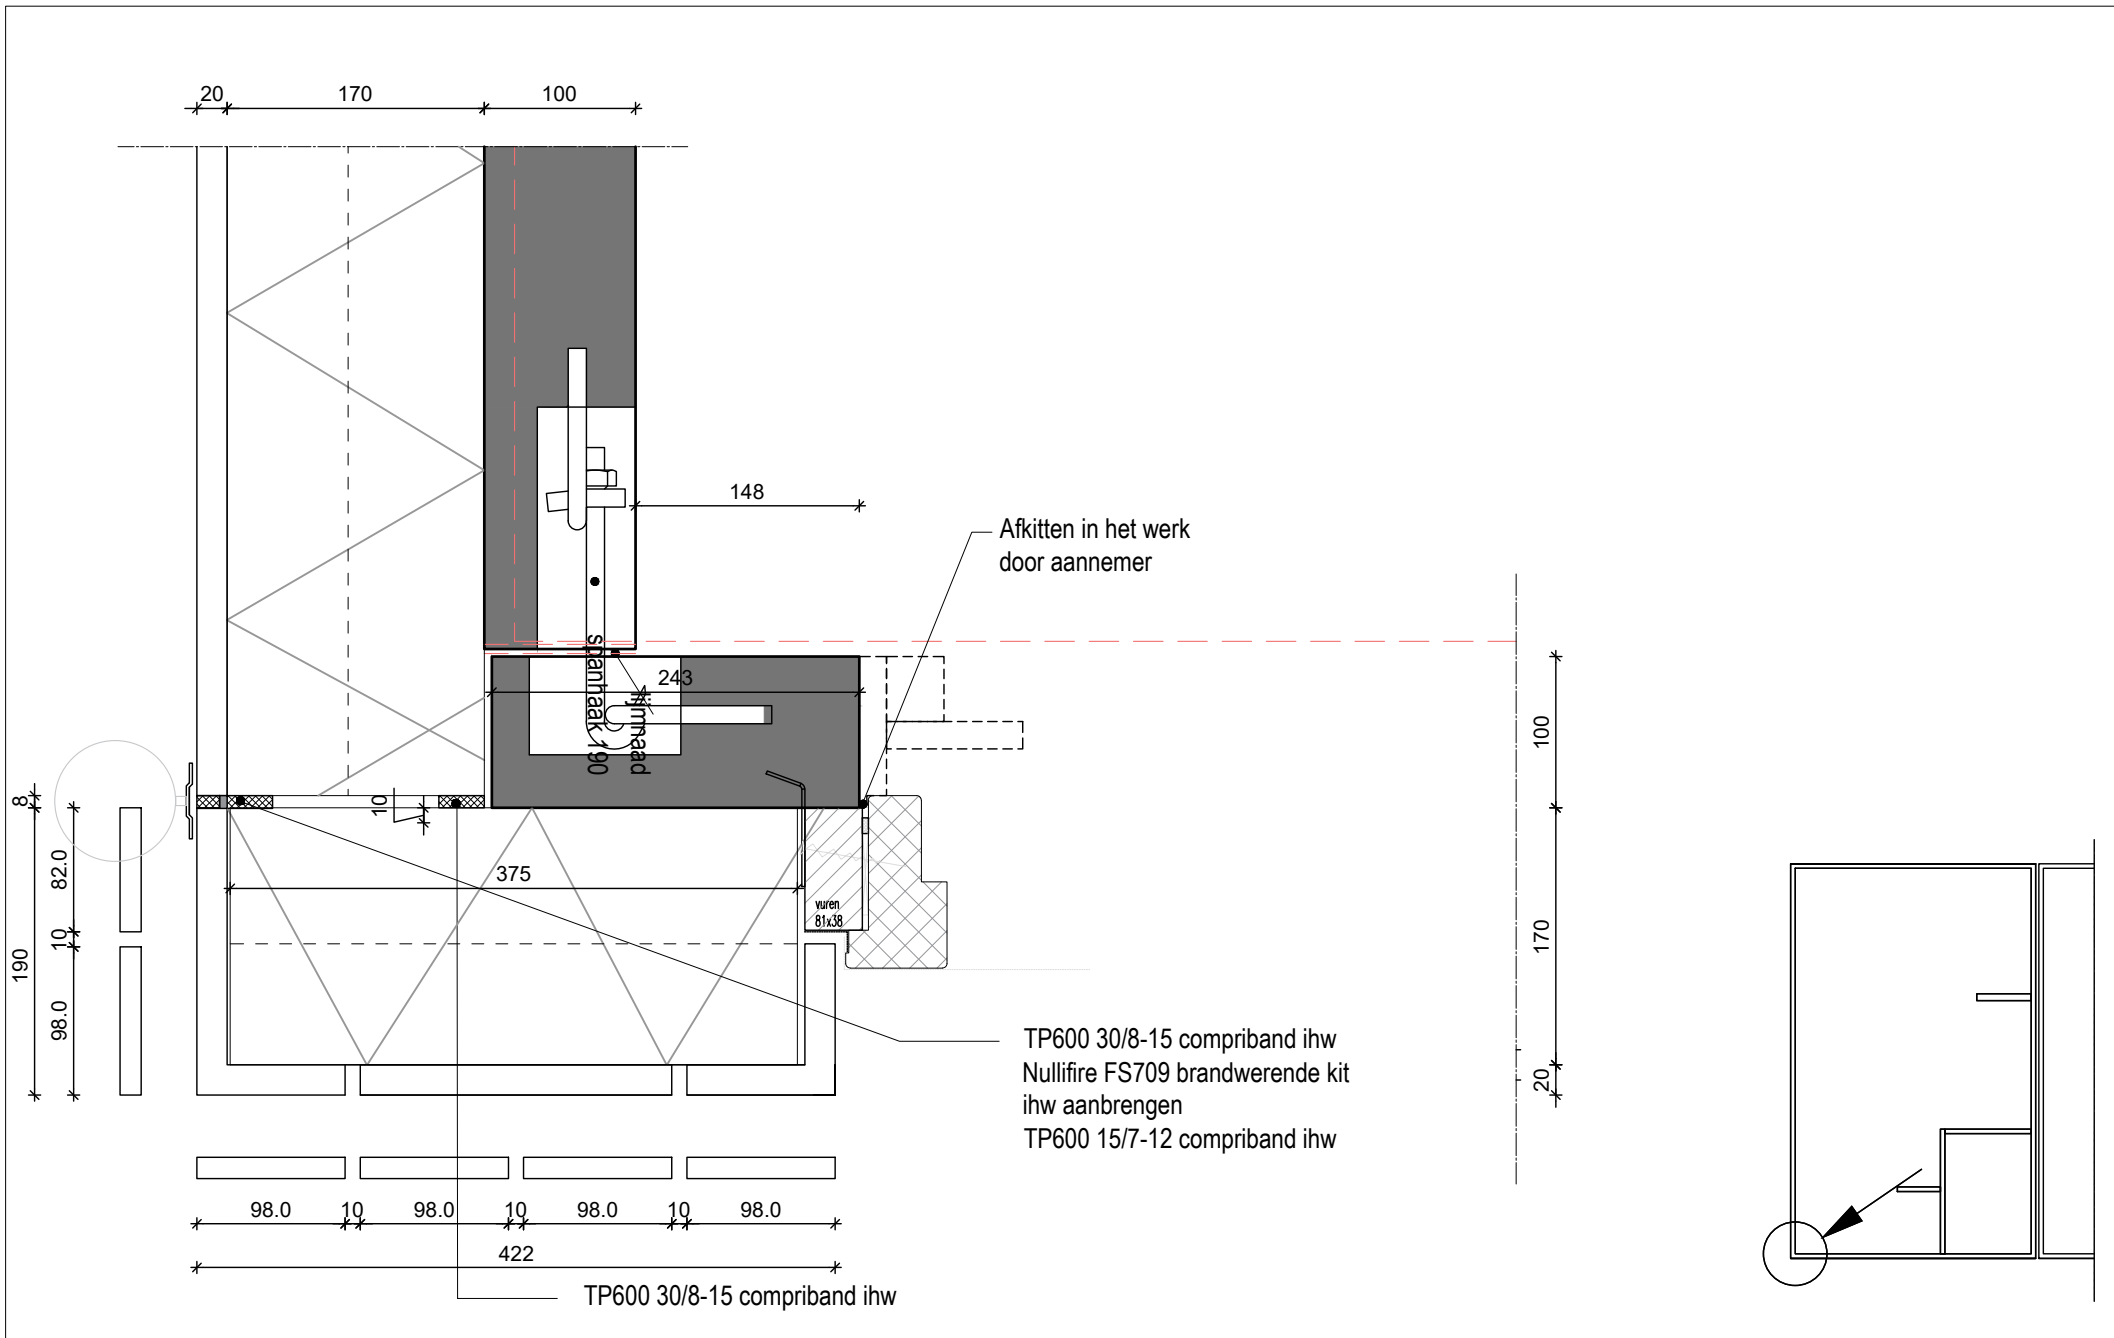 20
170
100
148
Afkitten in het werk
door aannemer
spanhaak 190
lijmnaad
243
100
8
10
82.0
10
98.0
190
375
vuren
81x38
170
20
TP600 30/8-15 compriband ihw
Nullifire FS709 brandwerende kit
ihw aanbrengen
TP600 15/7-12 compriband ihw
98.0
10
98.0
10
98.0
10
98.0
422
TP600 30/8-15 compriband ihw